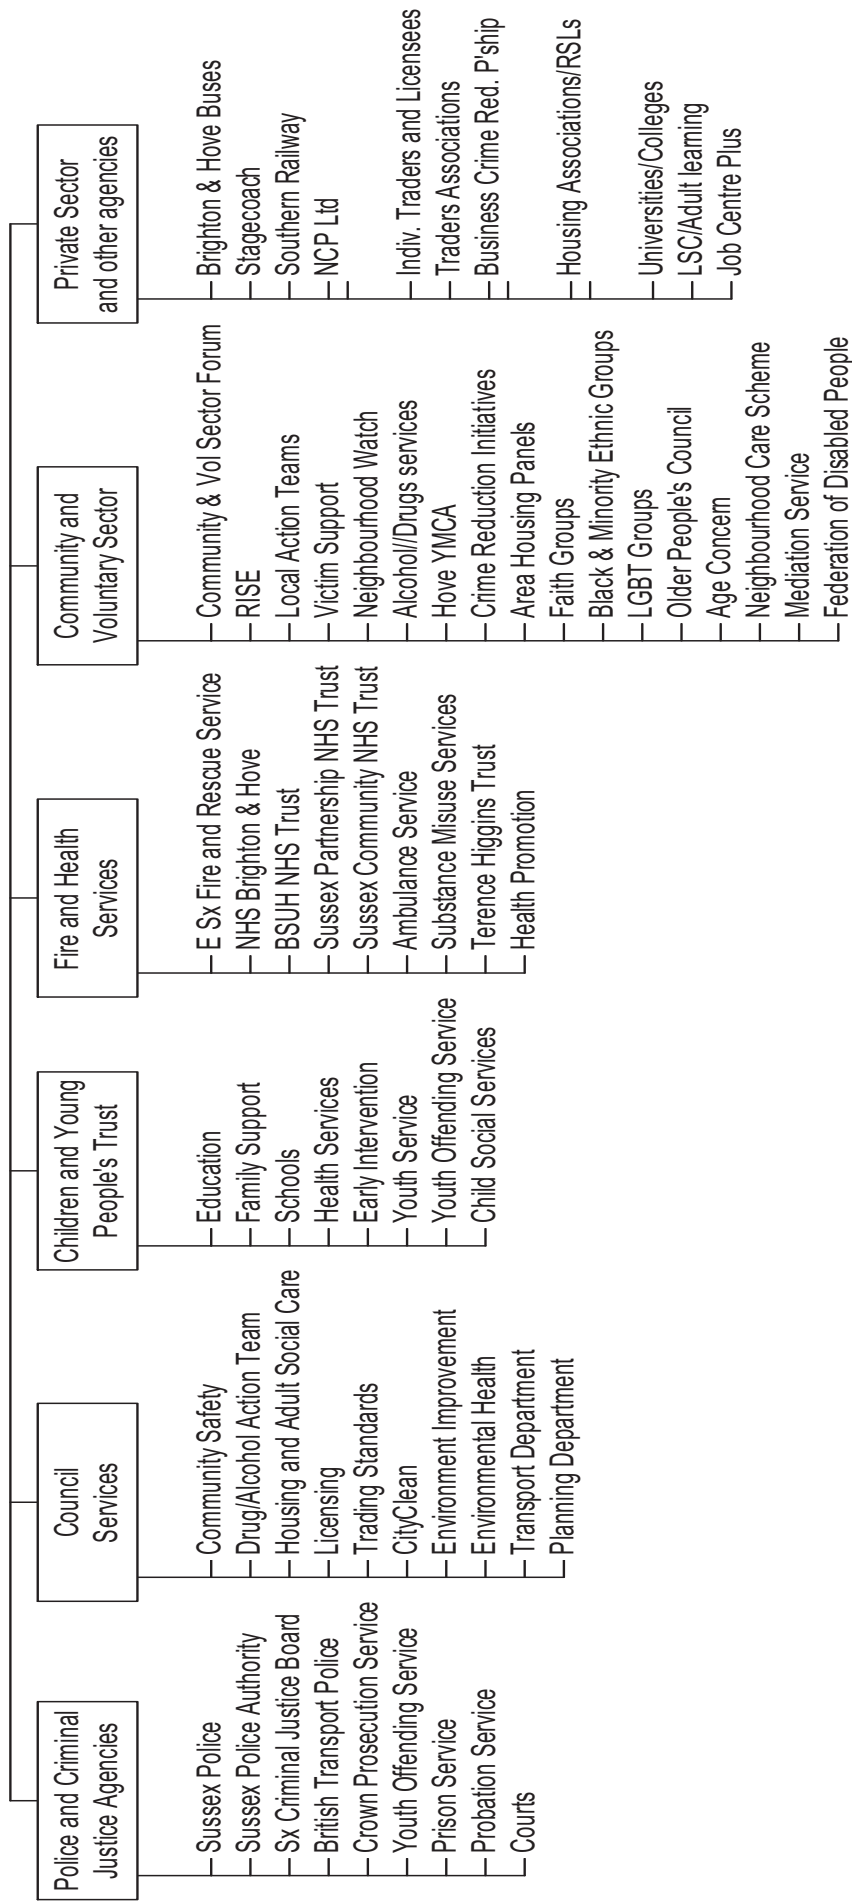 Police and Criminal
Justice Agencies
Sussex Police
Sussex Police Authority
Sx Criminal Justice Board
British Transport Police
Crown Prosecution Service
Youth Offending Service
Prison Service
Probation Service
Courts
Council
Services
Community Safety
Drug/Alcohol Action Team
Housing and Adult Social Care
Licensing
Trading Standards
CityClean
Environment Improvement
Environmental Health
Transport Department
Planning Department
Children and Young
People's Trust
Education
Family Support
Schools
Health Services
Early Intervention
Youth Service
Youth Offending Service
Child Social Services
Fire and Health
Services
E Sx Fire and Rescue Service
NHS Brighton & Hove
BSUH NHS Trust
Sussex Partnership NHS Trust
Sussex Community NHS Trust
Ambulance Service
Substance Misuse Services
Terence Higgins Trust
Health Promotion
Community and
Voluntary Sector
Community & Vol Sector Forum
RISE
Local Action Teams
Victim Support
Neighbourhood Watch
Alcohol//Drugs services
Hove YMCA
Crime Reduction Initiatives
Area Housing Panels
Faith Groups
Black & Minority Ethnic Groups
LGBT Groups
Older People's Council
Age Concern
Neighbourhood Care Scheme
Mediation Service
Federation of Disabled People
Private Sector
and other agencies
Brighton & Hove Buses
Stagecoach
Southern Railway
NCP Ltd
Indiv. Traders and Licensees
Traders Associations
Business Crime Red. P'ship
Housing Associations/RSLs
Universities/Colleges
LSC/Adult learning
Job Centre Plus